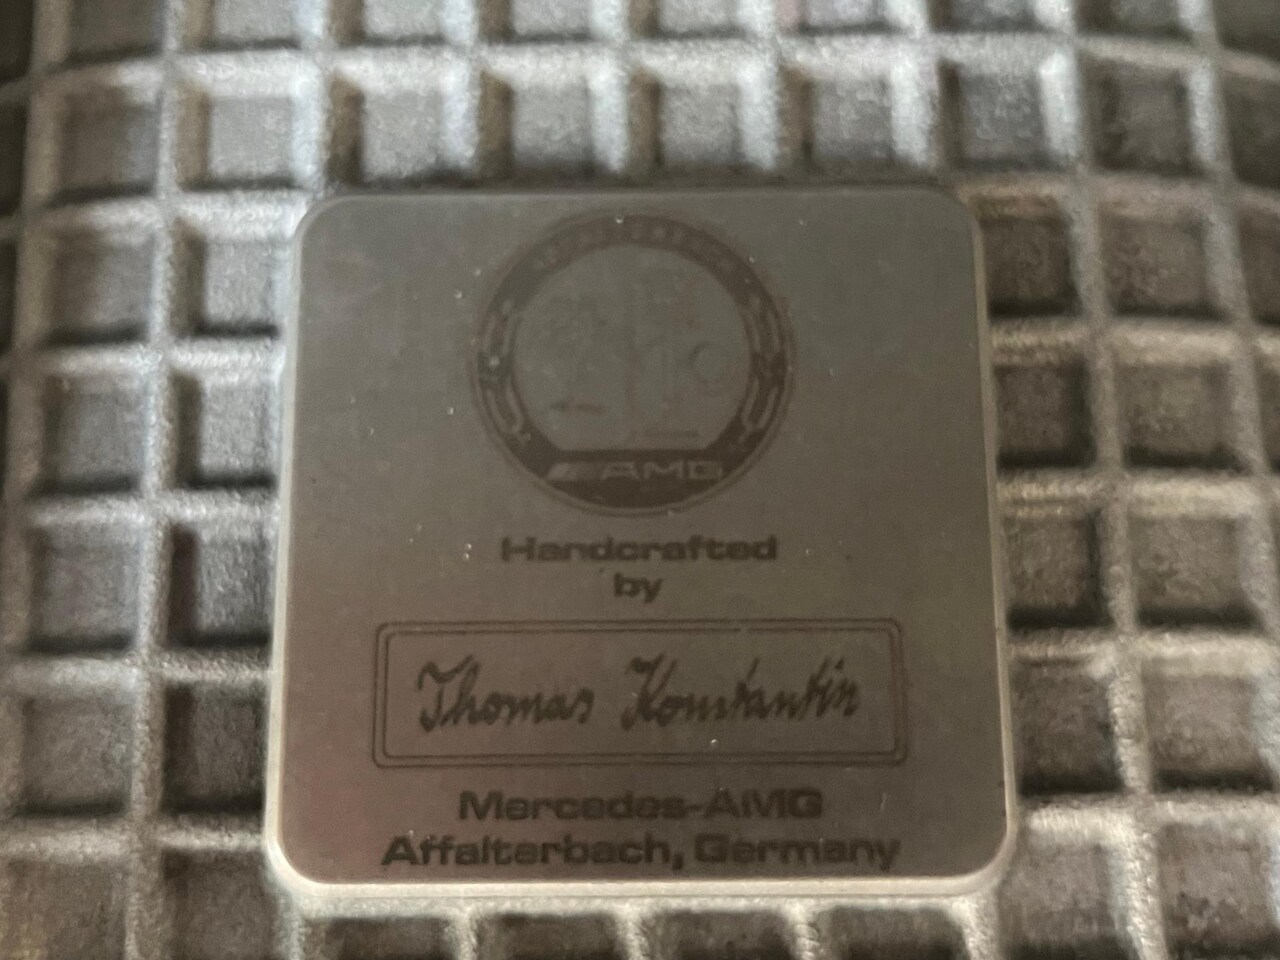 AMG
Handcrafted
by
Thomas Konstantin
Mercedes-AMG
Affalterbach, Germany